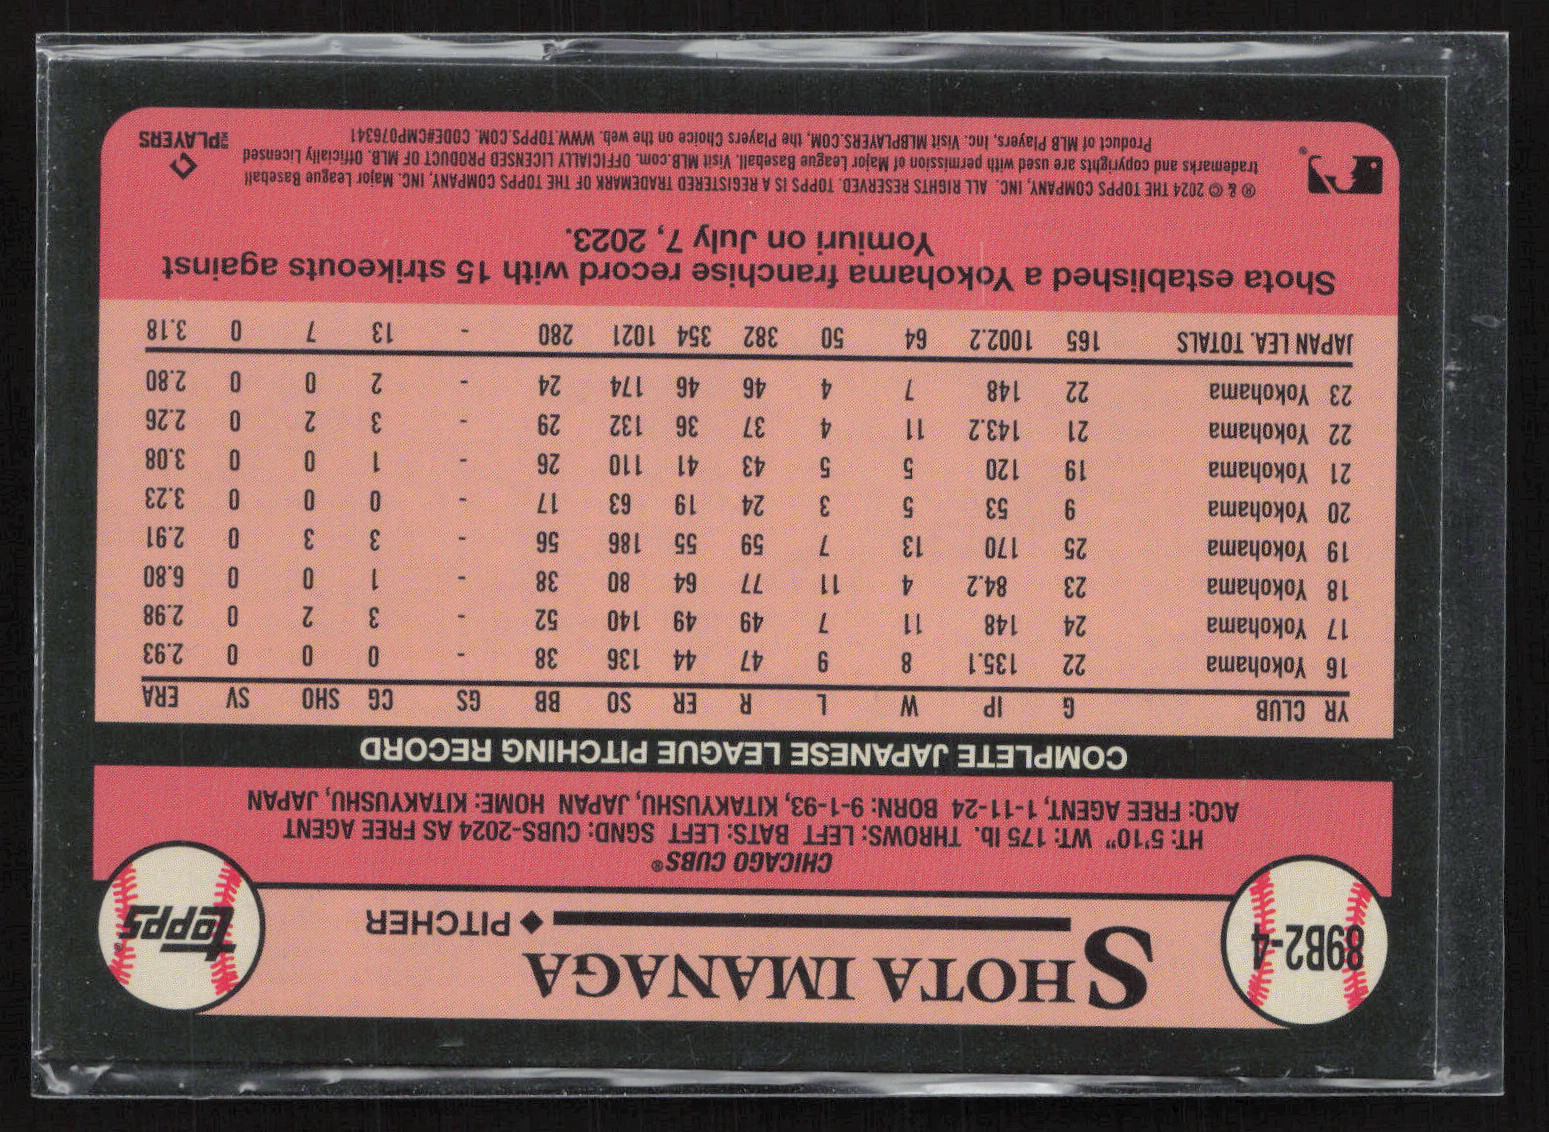 89B2-4
SHOTA IMANAGA
PITCHER
topps®
CHICAGO CUBS®
HT: 5'10" WT: 175 lb. THROWS: LEFT BATS: LEFT SGND: CUBS-2024 AS FREE AGENT
ACQ: FREE AGENT, 1-11-24 BORN: 9-1-93, KITAKYUSHU, JAPAN HOME: KITAKYUSHU, JAPAN
COMPLETE JAPANESE LEAGUE PITCHING RECORD
YR CLUB G IP W L R ER SO BB GS CG SHO SV ERA
16 Yokohama 22 135.1 8 9 47 44 136 38 - 0 0 0 2.93
17 Yokohama 24 148 11 7 49 49 140 52 - 3 2 0 2.98
18 Yokohama 23 84.2 4 11 77 64 80 38 - 1 0 0 6.80
19 Yokohama 25 170 13 7 59 55 186 56 - 3 3 0 2.91
20 Yokohama 9 53 5 3 24 19 63 17 - 0 0 0 3.23
21 Yokohama 19 120 5 5 43 41 110 26 - 1 0 0 3.08
22 Yokohama 21 143.2 11 4 37 36 132 29 - 3 2 0 2.26
23 Yokohama 22 148 7 4 46 46 174 24 - 2 0 0 2.80
JAPAN LEA. TOTALS 165 1002.2 64 50 382 354 1021 280 - 13 7 0 3.18
Shota established a Yokohama franchise record with 15 strikeouts against
Yomiuri on July 7, 2023.
® & © 2024 THE TOPPS COMPANY, INC. ALL RIGHTS RESERVED. TOPPS IS A REGISTERED TRADEMARK OF THE TOPPS COMPANY, INC. Major League Baseball
trademarks and copyrights are used with permission of Major League Baseball. Visit MLB.com. OFFICIALLY LICENSED PRODUCT OF MLB. Officially Licensed
Product of MLB Players, Inc. Visit MLBPLAYERS.COM, the Players Choice on the web. WWW.TOPPS.COM. CODE#CMP076341
MLB PLAYERS